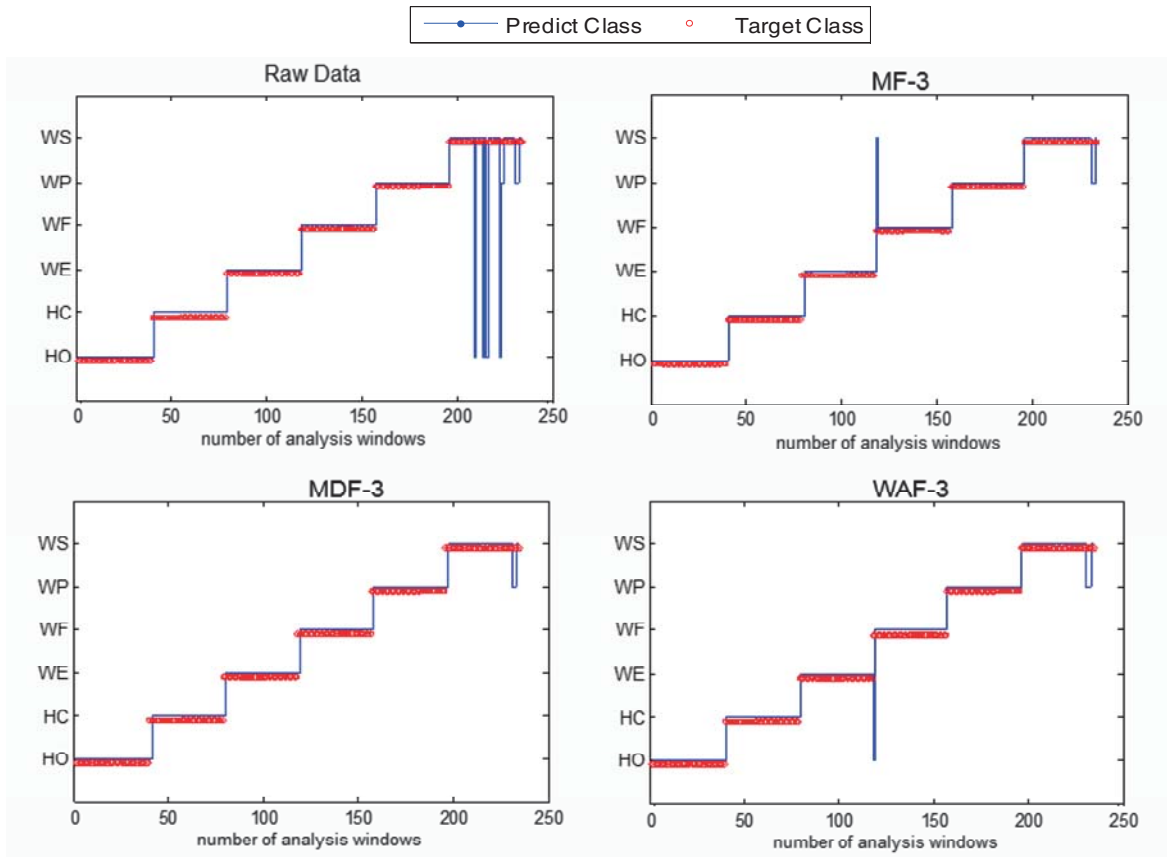 Predict Class Target Class
Raw Data
WS
WP
WF
WE
HC
HO
0 50 100 150 200 250
number of analysis windows
MF-3
WS
WP
WF
WE
HC
HO
0 50 100 150 200 250
number of analysis windows
MDF-3
WS
WP
WF
WE
HC
HO
0 50 100 150 200 250
number of analysis windows
WAF-3
WS
WP
WF
WE
HC
HO
0 50 100 150 200 250
number of analysis windows